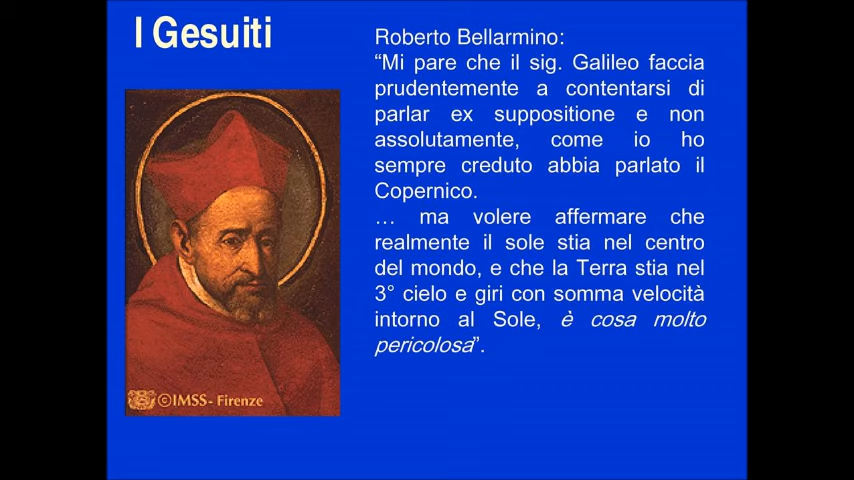 I Gesuiti
Roberto Bellarmino:
“Mi pare che il sig. Galileo faccia
prudentemente a contentarsi di
parlar ex suppositione e non
assolutamente, come io ho
sempre creduto abbia parlato il
Copernico.
… ma volere affermare che
realmente il sole stia nel centro
del mondo, e che la Terra stia nel
3° cielo e giri con somma velocità
intorno al Sole, è cosa molto
pericolosa”.
©IMSS - Firenze